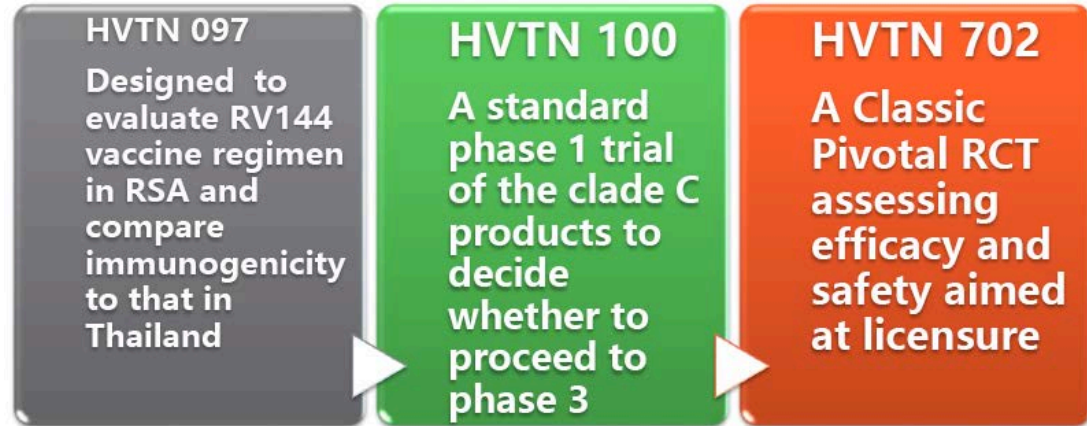 HVTN 097
Designed to
evaluate RV144
vaccine regimen
in RSA and
compare
immunogenicity
to that in
Thailand
HVTN 100
A standard
phase 1 trial
of the clade C
products to
decide
whether to
proceed to
phase 3
HVTN 702
A Classic
Pivotal RCT
assessing
efficacy and
safety aimed
at licensure